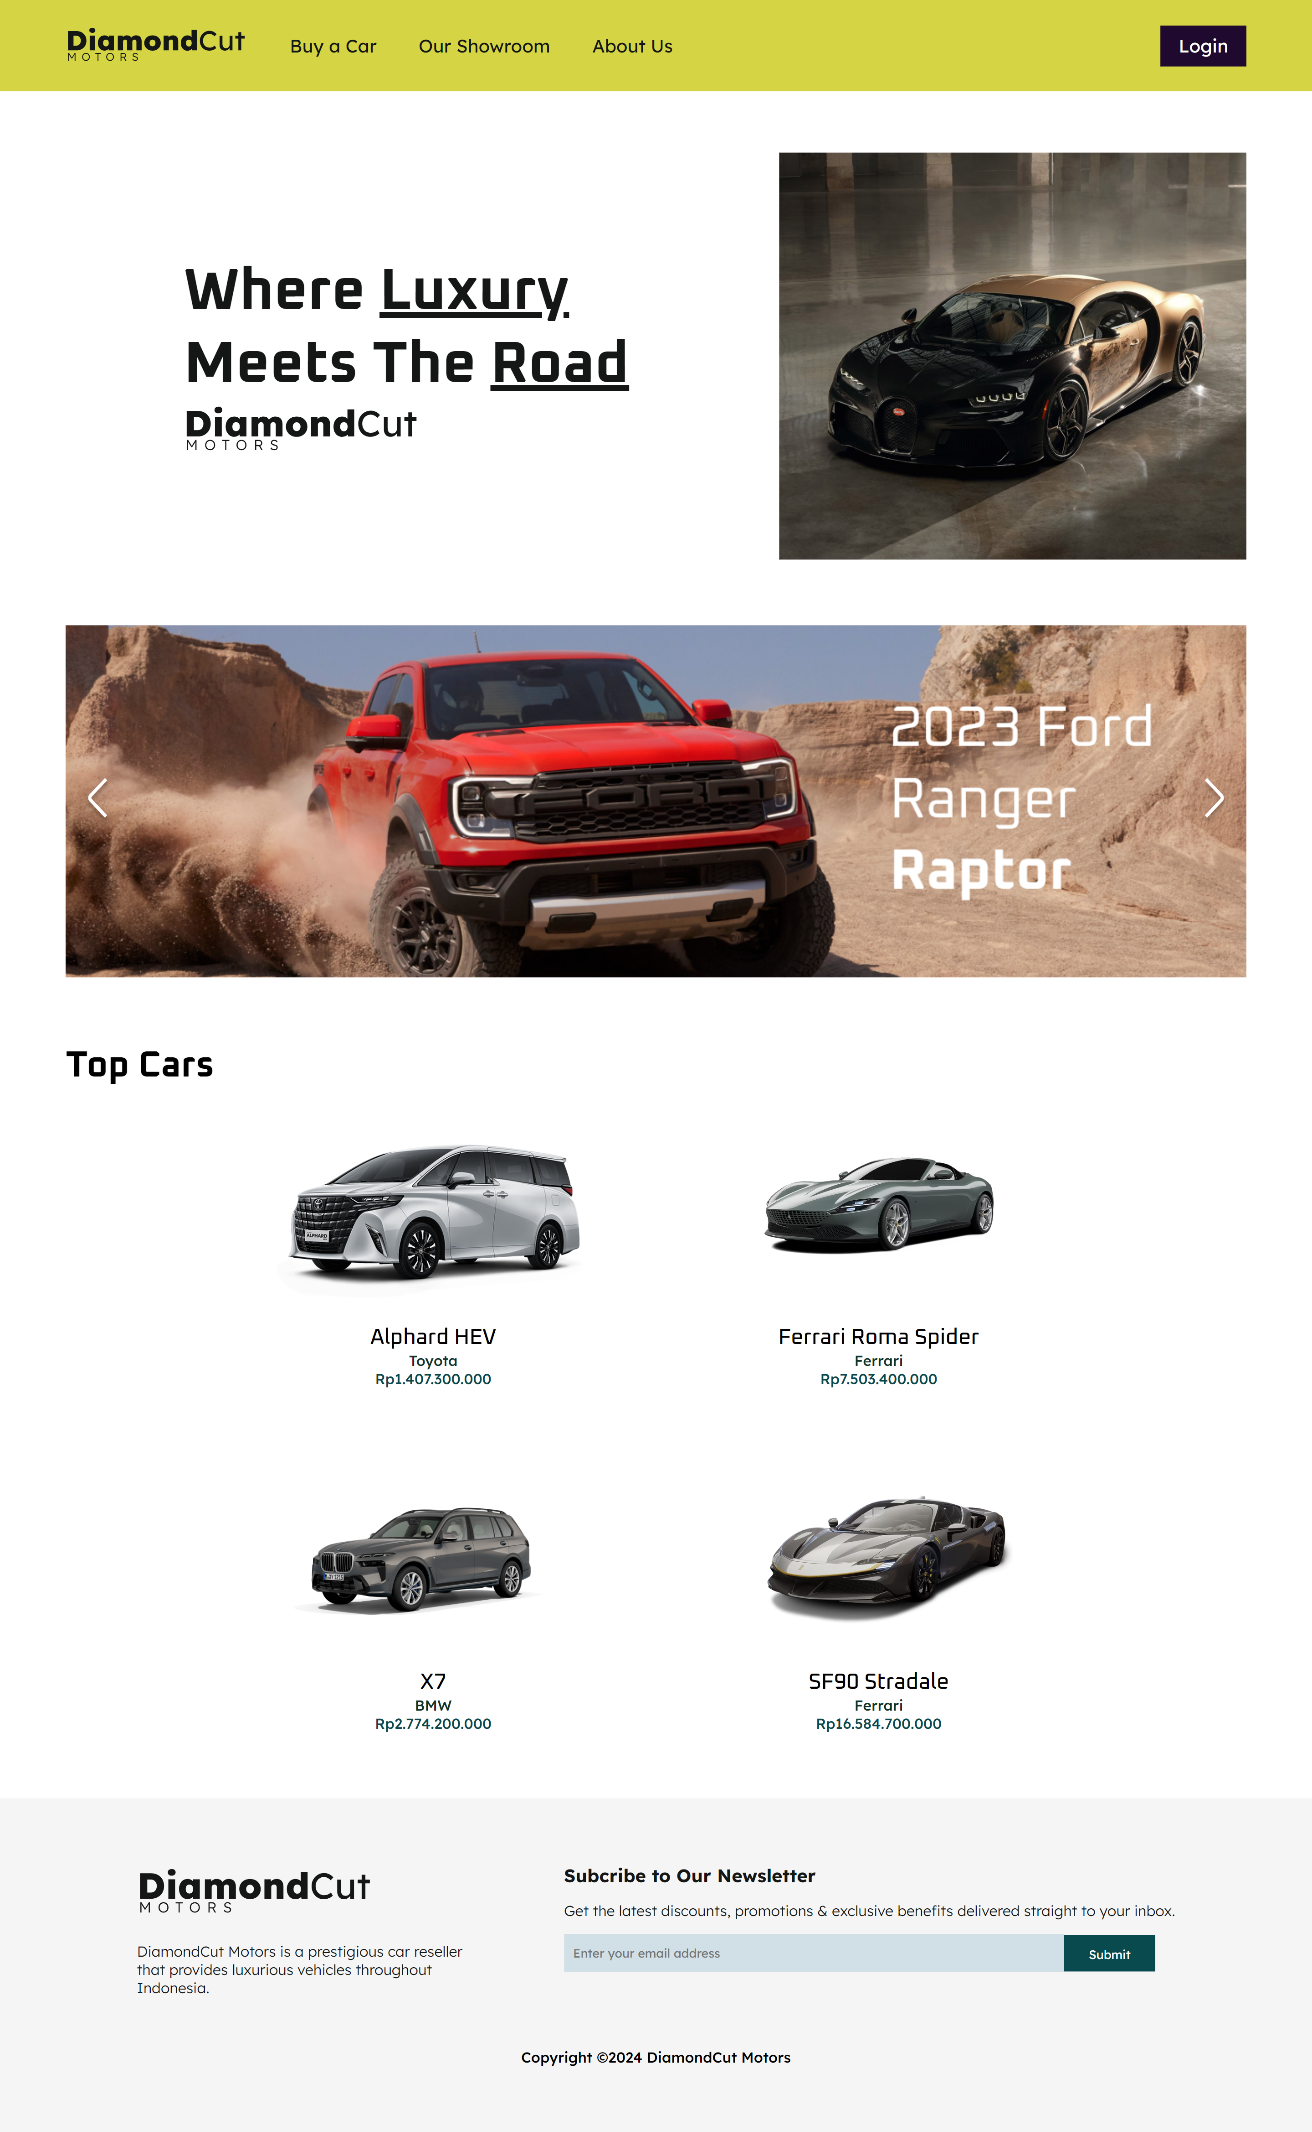 DiamondCut
MOTORS
Buy a Car
Our Showroom
About Us
Login
Where Luxury
Meets The Road
DiamondCut
MOTORS
2023 Ford
Ranger
Raptor
FORD
Top Cars
ALPHARD
Alphard HEV
Toyota
Rp1.407.300.000
Ferrari Roma Spider
Ferrari
Rp7.503.400.000
X7
BMW
Rp2.774.200.000
SF90 Stradale
Ferrari
Rp16.584.700.000
DiamondCut
MOTORS
DiamondCut Motors is a prestigious car reseller
that provides luxurious vehicles throughout
Indonesia.
Subcribe to Our Newsletter
Get the latest discounts, promotions & exclusive benefits delivered straight to your inbox.
Enter your email address
Submit
Copyright ©2024 DiamondCut Motors